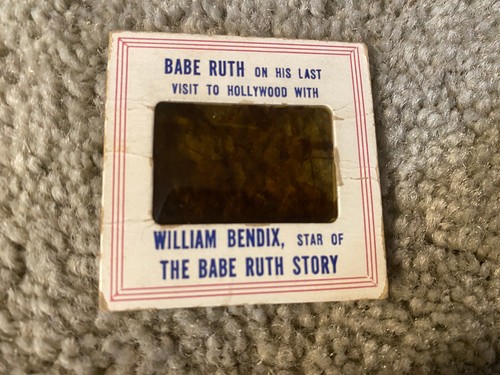 BABE RUTH ON HIS LAST
VISIT TO HOLLYWOOD WITH
WILLIAM BENDIX, STAR OF
THE BABE RUTH STORY